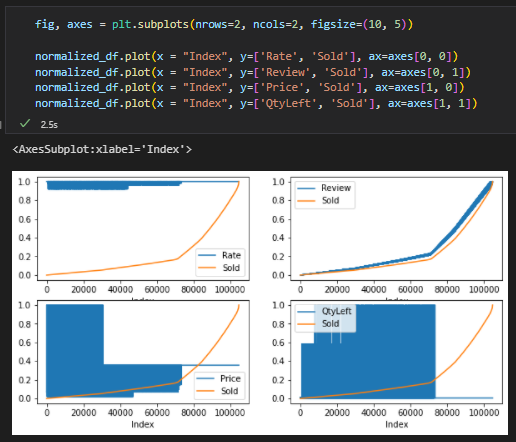 fig, axes = plt.subplots(nrows=2, ncols=2, figsize=(10, 5))
normalized_df.plot(x = "Index", y=['Rate', 'Sold'], ax=axes[0, 0])
normalized_df.plot(x = "Index", y=['Review', 'Sold'], ax=axes[0, 1])
normalized_df.plot(x = "Index", y=['Price', 'Sold'], ax=axes[1, 0])
normalized_df.plot(x = "Index", y=['QtyLeft', 'Sold'], ax=axes[1, 1])
2.5s
<AxesSubplot:xlabel='Index'>
1.0
0.8
0.6
0.4
0.2
0.0
Rate
Sold
0 20000 40000 60000 80000 100000
Index
1.0
0.8
0.6
0.4
0.2
0.0
Review
Sold
0 20000 40000 60000 80000 100000
Index
1.0
0.8
0.6
0.4
0.2
0.0
Price
Sold
0 20000 40000 60000 80000 100000
Index
1.0
0.8
0.6
0.4
0.2
0.0
QtyLeft
Sold
0 20000 40000 60000 80000 100000
Index